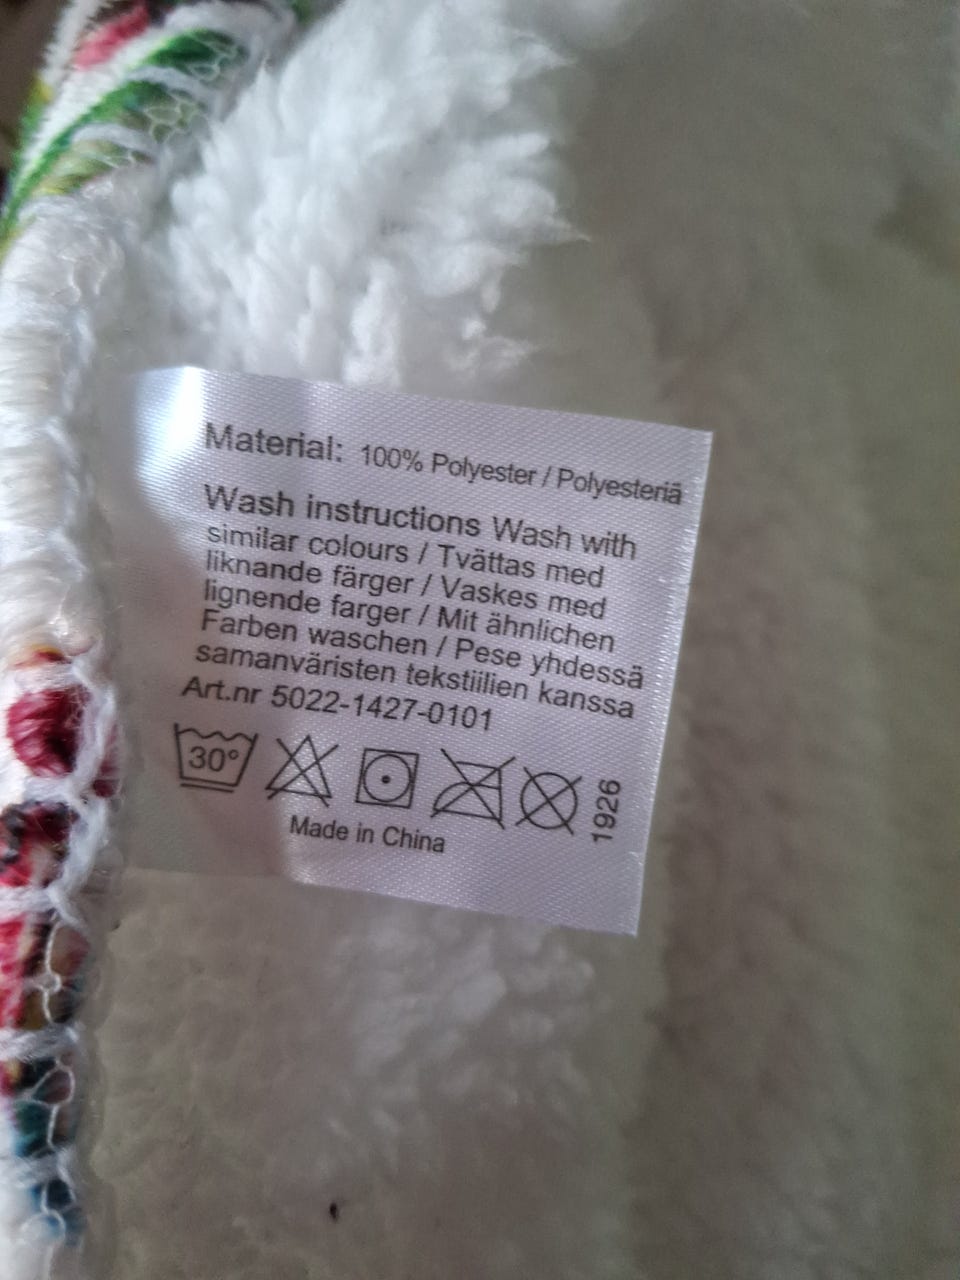 Material: 100% Polyester / Polyesteriä
Wash instructions Wash with
similar colours / Tvättas med
liknande färger / Vaskes med
lignende farger / Mit ähnlichen
Farben waschen / Pese yhdessä
samanväristen tekstiilien kanssa
Art.nr 5022-1427-0101
30°
1926
Made in China